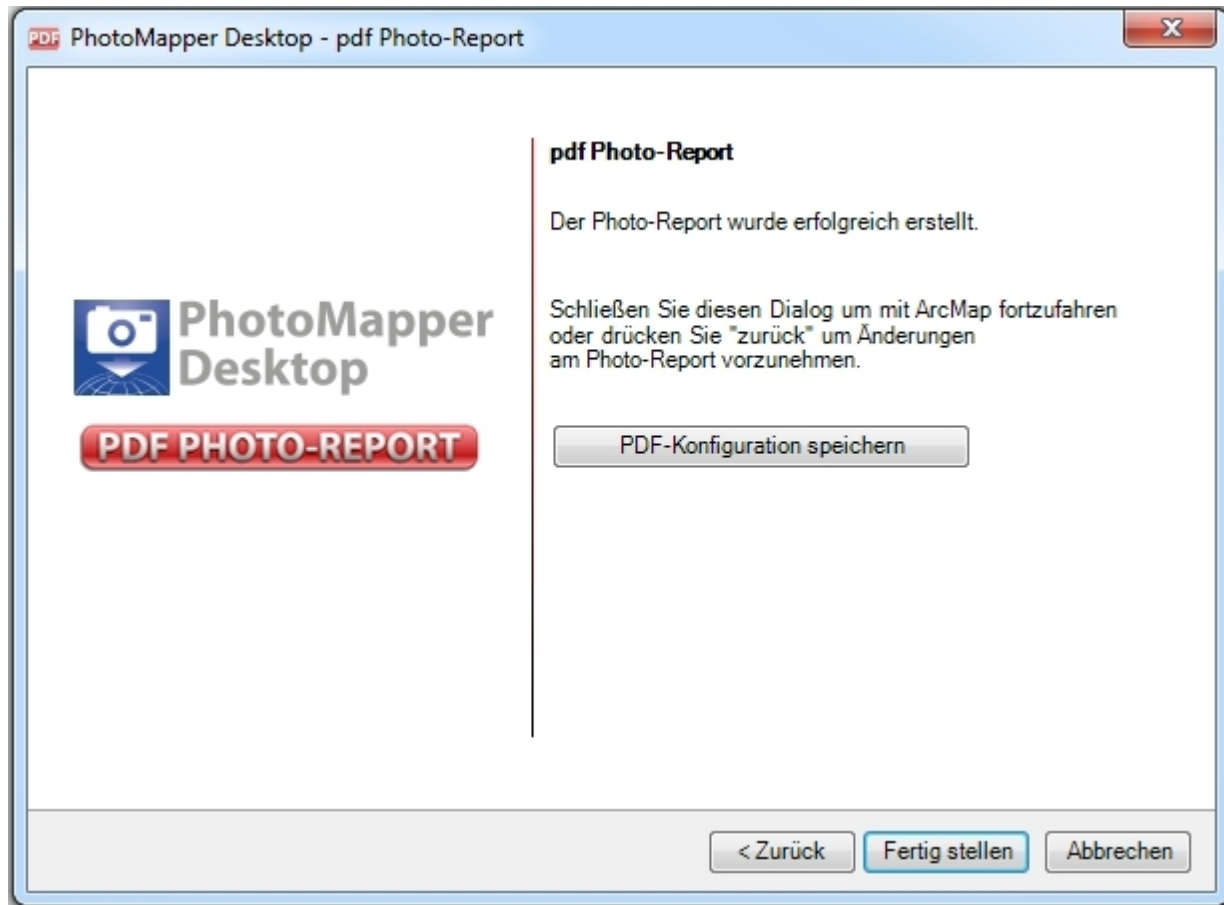 PDF PhotoMapper Desktop - pdf Photo-Report
pdf Photo-Report
Der Photo-Report wurde erfolgreich erstellt.
Schließen Sie diesen Dialog um mit ArcMap fortzufahren
oder drücken Sie "zurück" um Änderungen
am Photo-Report vorzunehmen.
PhotoMapper
Desktop
PDF PHOTO-REPORT
PDF-Konfiguration speichern
< Zurück
Fertig stellen
Abbrechen